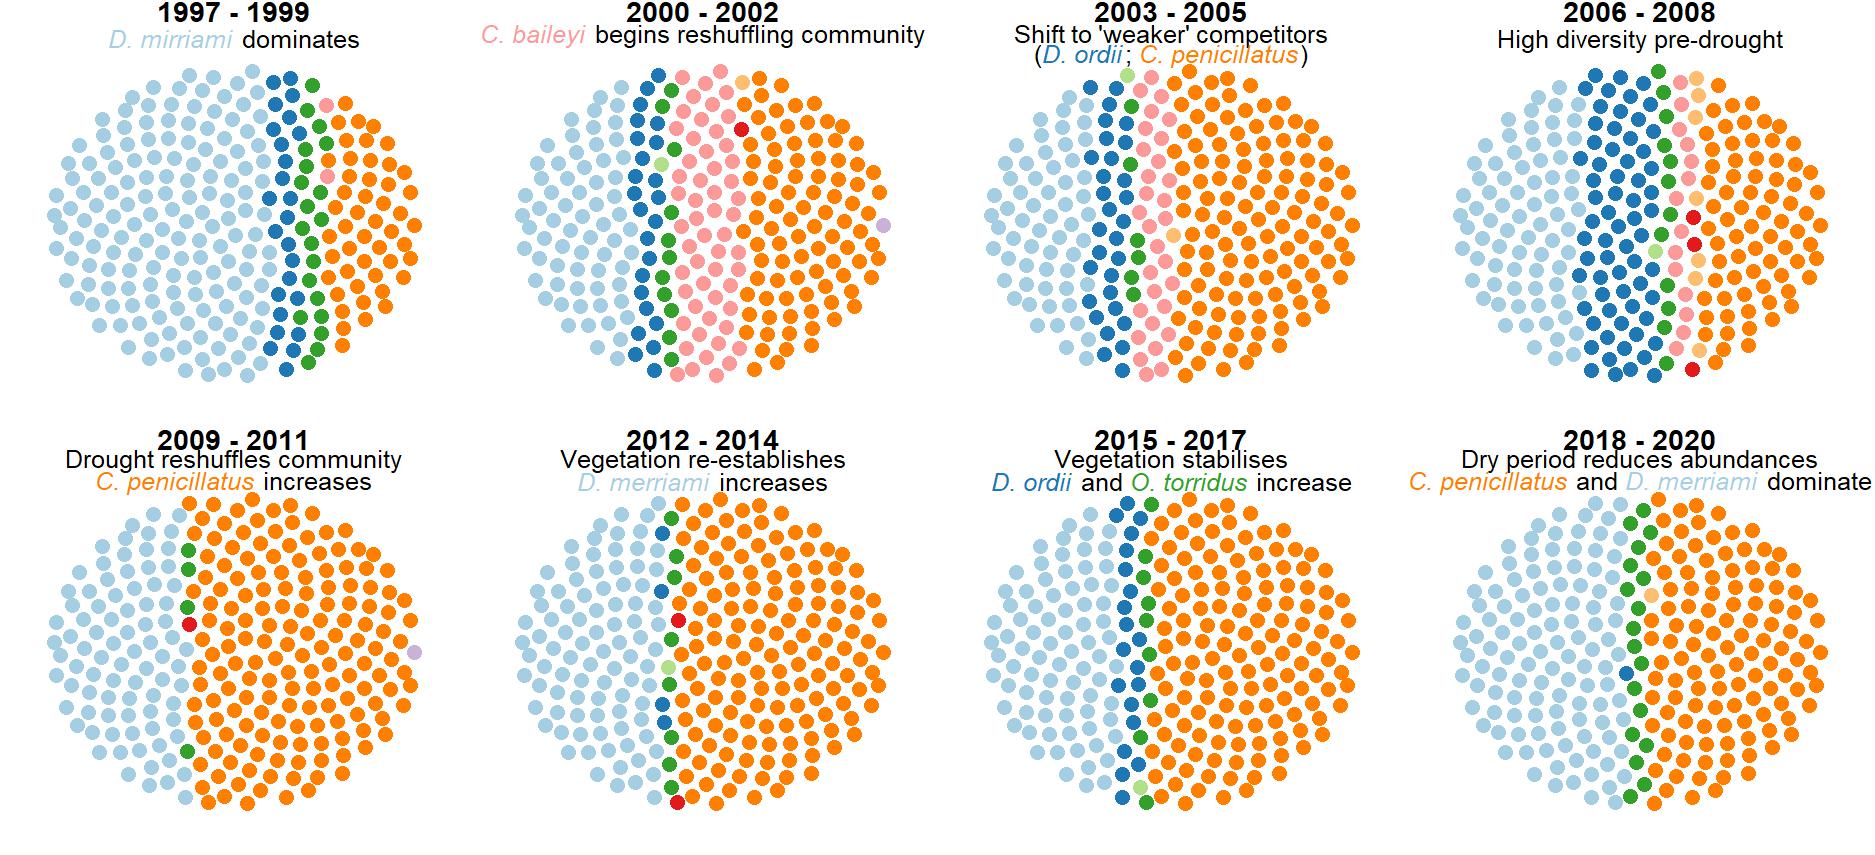 1997 - 1999
D. mirriami dominates
2000 - 2002
C. baileyi begins reshuffling community
2003 - 2005
Shift to 'weaker' competitors
(D. ordii; C. penicillatus)
2006 - 2008
High diversity pre-drought
2009 - 2011
Drought reshuffles community
C. penicillatus increases
2012 - 2014
Vegetation re-establishes
D. merriami increases
2015 - 2017
Vegetation stabilises
D. ordii and O. torridus increase
2018 - 2020
Dry period reduces abundances
C. penicillatus and D. merriami dominate